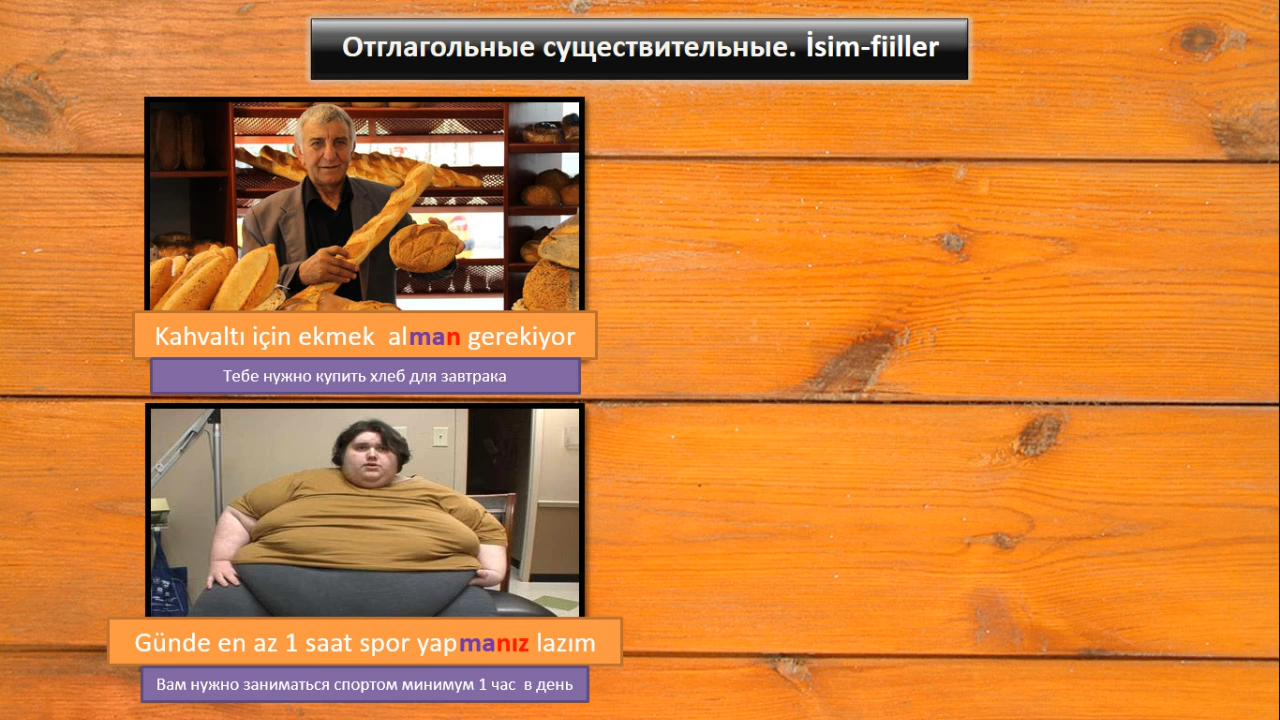 Отглагольные существительные. İsim-fiiller
Kahvaltı için ekmek  alman gerekiyor
Тебе нужно купить хлеб для завтрака
Günde en az 1 saat spor yapmanız lazım
Вам нужно заниматься спортом минимум 1 час  в день